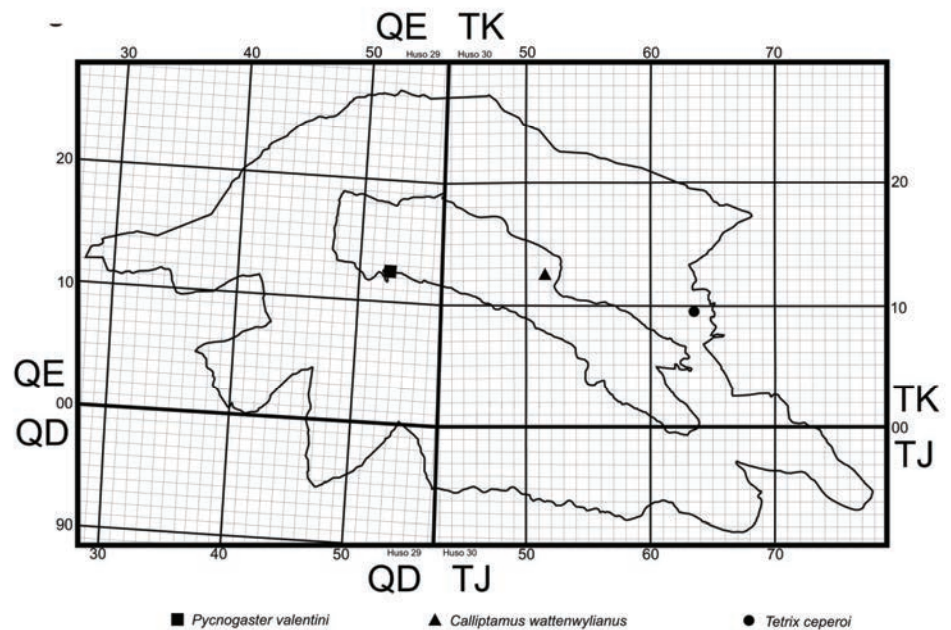 QE TK
30 40 50 Huso 29 Huso 30 50 60 70
20 20
10 10
QE TK
00 00
QD TJ
90
30 40 50 Huso 29 Huso 30 50 60 70
QD TJ
■ Pycnogaster valentini ▲ Calliptamus wattenwylianus ● Tetrix ceperoi